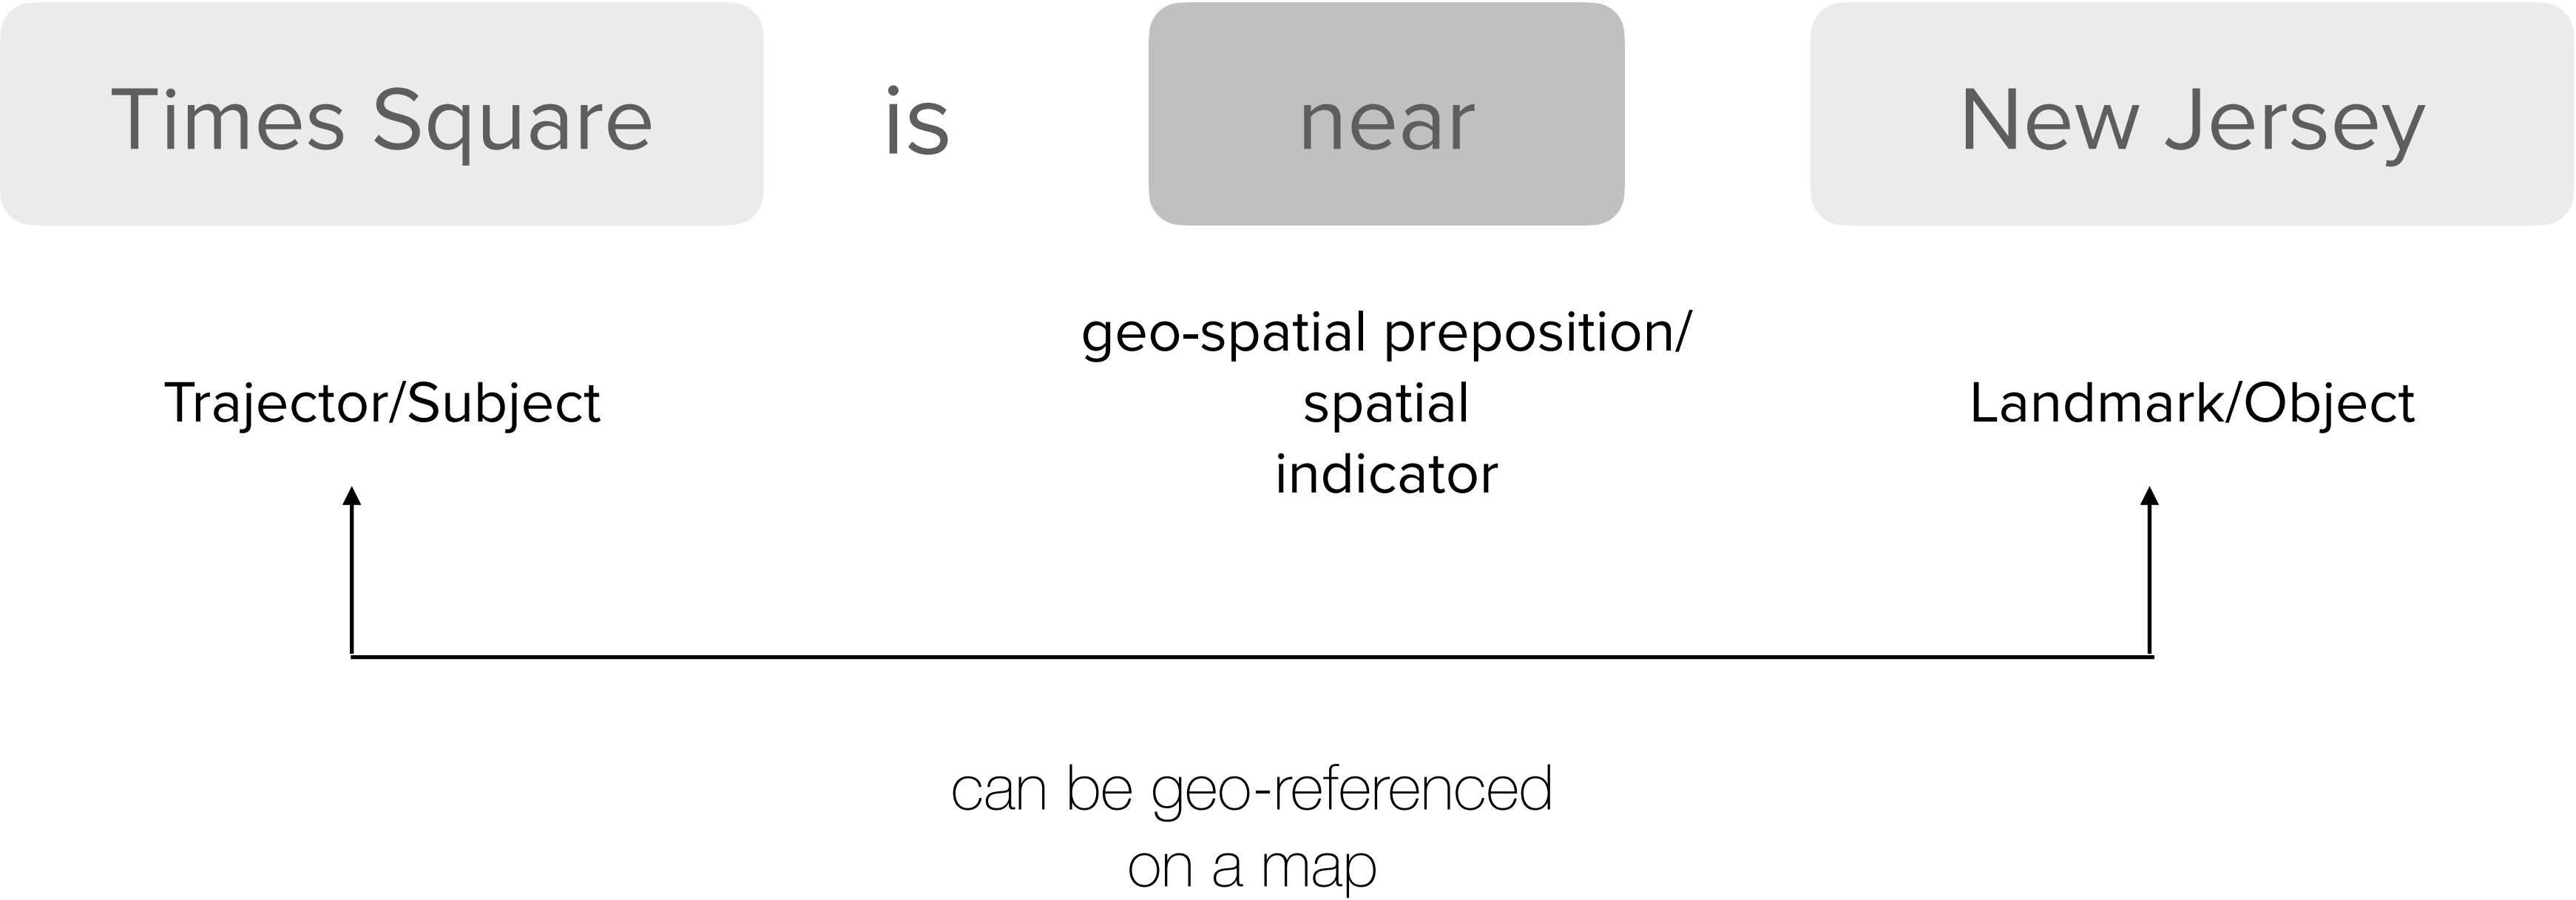 Times Square is near New Jersey
geo-spatial preposition/
Trajector/Subject spatial Landmark/Object
indicator
can be geo-referenced
on a map